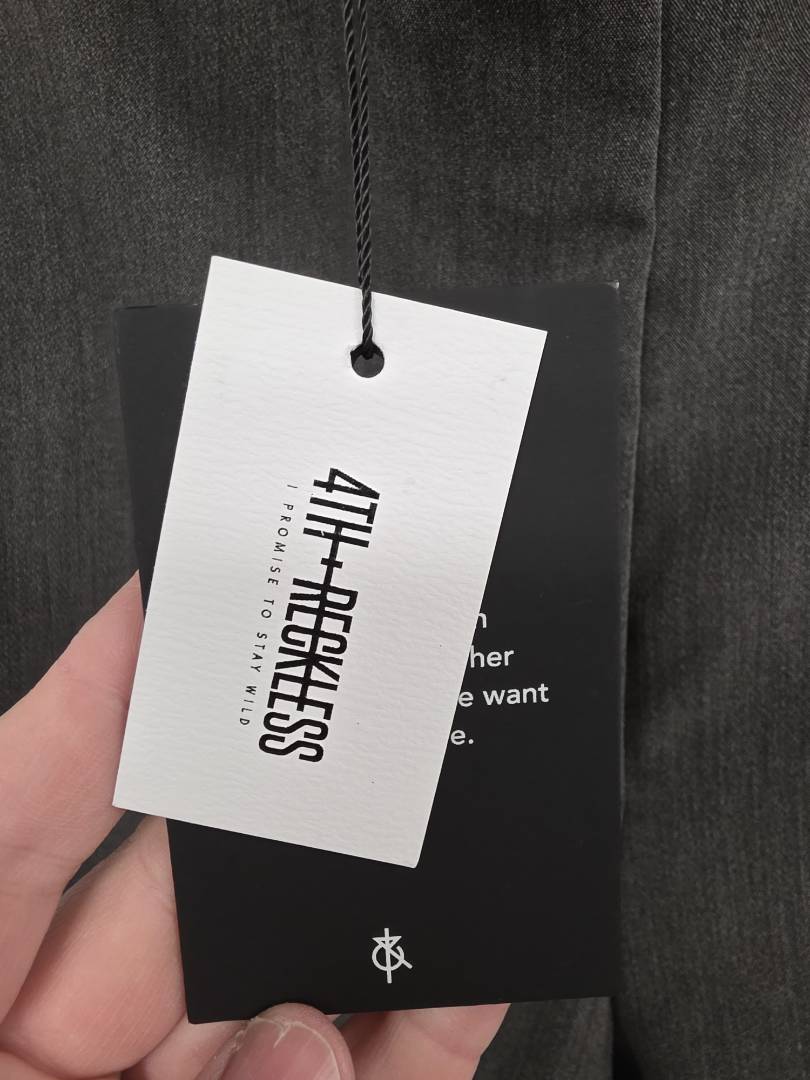 4TH + RECKLESS
I PROMISE TO STAY WILD
her
want